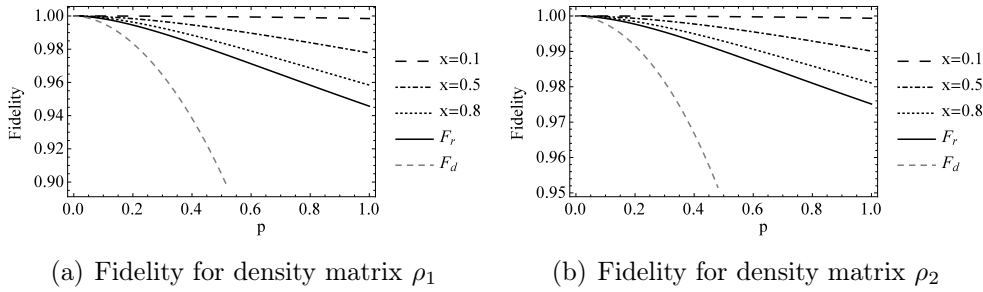 1.00
0.98
0.96
0.94
0.92
0.90
Fidelity
0.0 0.2 0.4 0.6 0.8 1.0
p
x=0.1
x=0.5
x=0.8
F_r
F_d
(a) Fidelity for density matrix ρ₁
1.00
0.99
0.98
0.97
0.96
0.95
Fidelity
0.0 0.2 0.4 0.6 0.8 1.0
p
x=0.1
x=0.5
x=0.8
F_r
F_d
(b) Fidelity for density matrix ρ₂